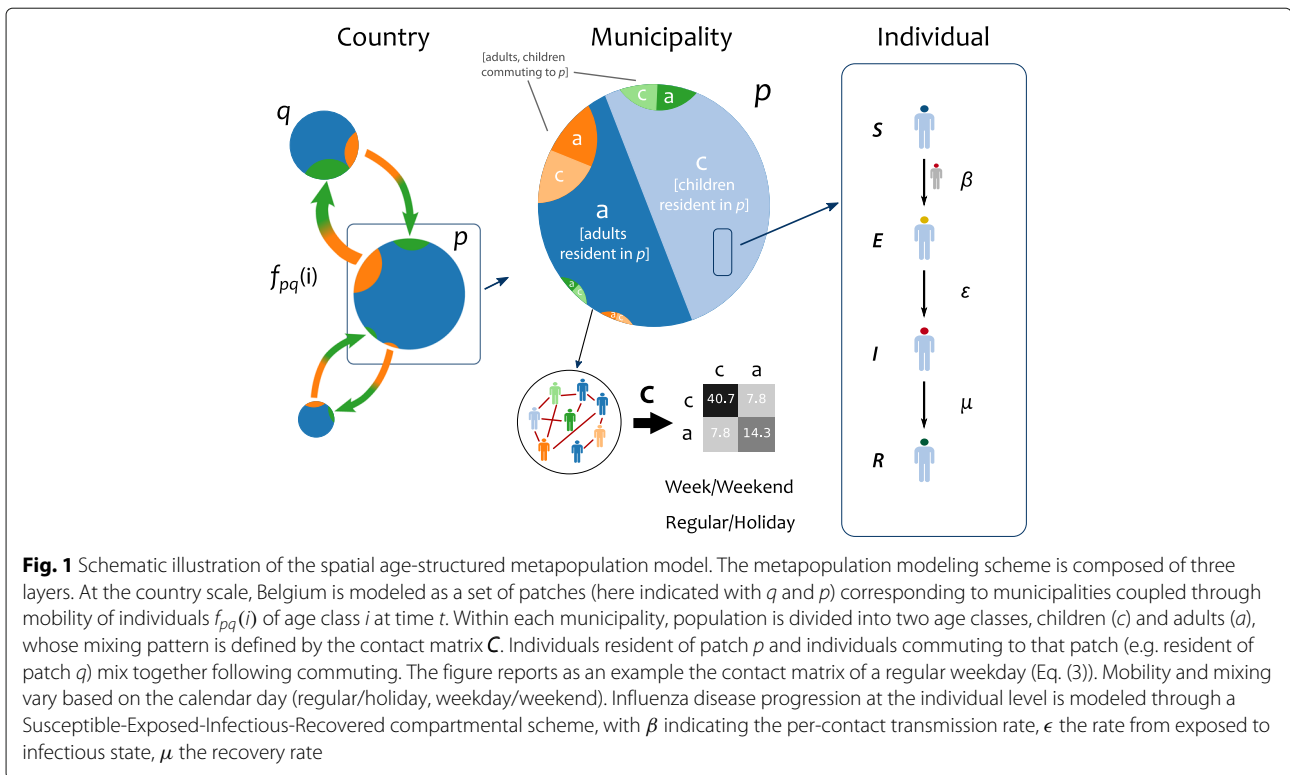 Country
Municipality
Individual
[adults, children
commuting to p]
q
p
f_pq(i)
p
c a
a
c
c
[children
resident in p]
a
[adults
resident in p]
a c
a c
S
β
E
ε
I
μ
R
C
c a
c 40.7 7.8
a 7.8 14.3
Week/Weekend
Regular/Holiday
Fig. 1 Schematic illustration of the spatial age-structured metapopulation model. The metapopulation modeling scheme is composed of three
layers. At the country scale, Belgium is modeled as a set of patches (here indicated with q and p) corresponding to municipalities coupled through
mobility of individuals f_pq(i) of age class i at time t. Within each municipality, population is divided into two age classes, children (c) and adults (a),
whose mixing pattern is defined by the contact matrix C. Individuals resident of patch p and individuals commuting to that patch (e.g. resident of
patch q) mix together following commuting. The figure reports as an example the contact matrix of a regular weekday (Eq. (3)). Mobility and mixing
vary based on the calendar day (regular/holiday, weekday/weekend). Influenza disease progression at the individual level is modeled through a
Susceptible-Exposed-Infectious-Recovered compartmental scheme, with β indicating the per-contact transmission rate, ϵ the rate from exposed to
infectious state, μ the recovery rate